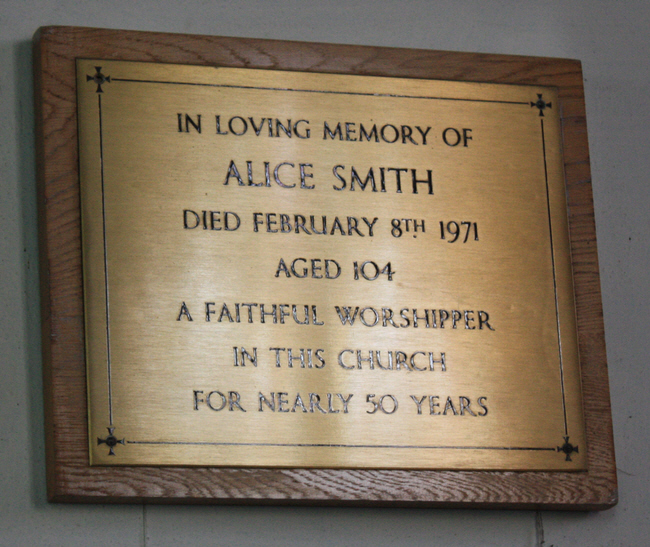 IN LOVING MEMORY OF
ALICE SMITH
DIED FEBRUARY 8TH 1971
AGED 104
A FAITHFUL WORSHIPPER
IN THIS CHURCH
FOR NEARLY 50 YEARS